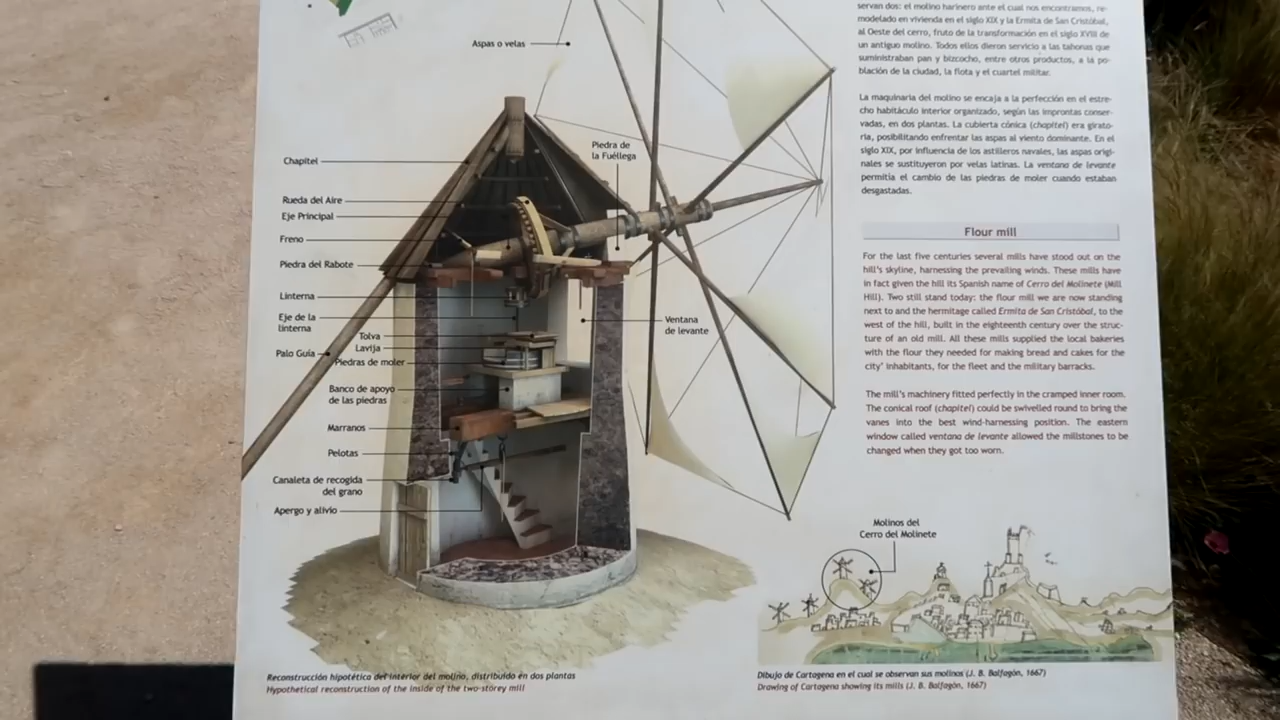 servan dos: el molino harinero ante el cual nos encontramos, re-
modelado en vivienda en el siglo XIX y la Ermita de San Cristóbal,
al Oeste del cerro, fruto de la transformación en el siglo XVIII de
un antiguo molino. Todos ellos dieron servicio a las tahonas que
suministraban pan y bizcocho, entre otros productos, a la po-
blación de la ciudad, la flota y el cuartel militar.
La maquinaria del molino se encaja a la perfección en el estre-
cho habitáculo interior organizado, según las improntas conser-
vadas, en dos plantas. La cubierta cónica (chapitel) era girato-
ria, posibilitando enfrentar las aspas al viento dominante. En el
siglo XIX, por influencia de los astilleros navales, las aspas origi-
nales se sustituyeron por velas latinas. La ventana de levante
permitía el cambio de las piedras de moler cuando estaban
desgastadas.
Flour mill
For the last five centuries several mills have stood out on the
hill's skyline, harnessing the prevailing winds. These mills have
in fact given the hill its Spanish name of Cerro del Molinete (Mill
Hill). Two still stand today: the flour mill we are now standing
next to and the hermitage called Ermita de San Cristóbal, to the
west of the hill, built in the eighteenth century over the struc-
ture of an old mill. All these mills supplied the local bakeries
with the flour they needed for making bread and cakes for the
city' inhabitants, for the fleet and the military barracks.
The mill's machinery fitted perfectly in the cramped inner room.
The conical roof (chapitel) could be swivelled round to bring the
vanes into the best wind-harnessing position. The eastern
window called ventana de levante allowed the millstones to be
changed when they got too worn.
Aspas o velas
Piedra de
la Fuéllega
Chapitel
Rueda del Aire
Eje Principal
Freno
Piedra del Rabote
Linterna
Eje de la
linterna
Tolva
Lavija
Palo Guía
Piedras de moler
Banco de apoyo
de las piedras
Marranos
Pelotas
Canaleta de recogida
del grano
Apergo y alivio
Ventana
de levante
Molinos del
Cerro del Molinete
Reconstrucción hipotética del interior del molino, distribuido en dos plantas
Hypothetical reconstruction of the inside of the two-storey mill
Dibujo de Cartagena en el cual se observan sus molinos (J. B. Balfagón, 1667)
Drawing of Cartagena showing its mills (J. B. Balfagón, 1667)